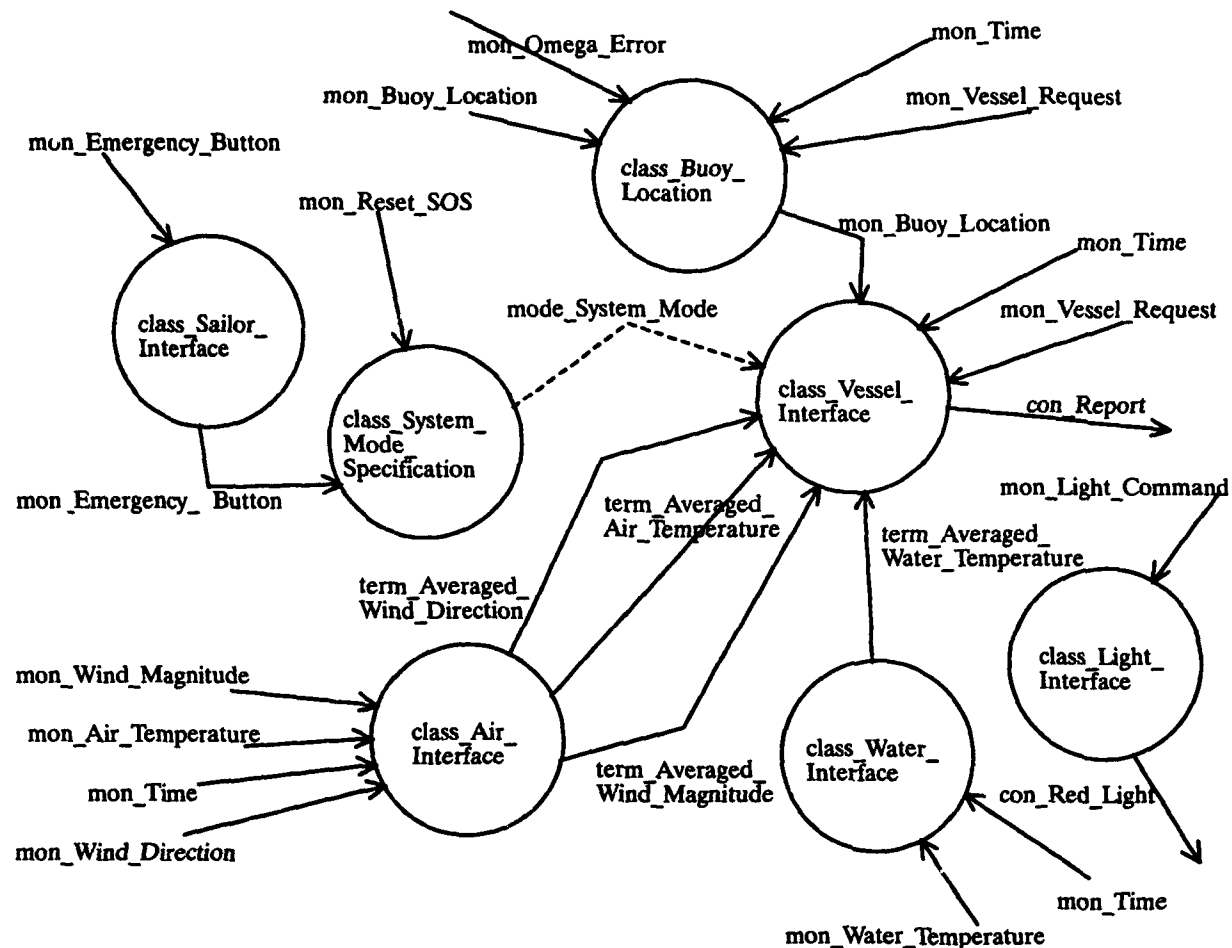 mon_Omega_Error
mon_Time
mon_Buoy_Location
mon_Vessel_Request
mon_Emergency_Button
class_Buoy_
Location
mon_Reset_SOS
mon_Buoy_Location
mon_Time
mode_System_Mode
mon_Vessel_Request
class_Sailor_
Interface
class_Vessel_
Interface
con_Report
class_System_
Mode_
Specification
mon_Emergency_ Button
mon_Light_Command
term_Averaged_
Air_Temperature
term_Averaged_
Water_Temperature
term_Averaged_
Wind_Direction
class_Light_
Interface
mon_Wind_Magnitude
mon_Air_Temperature
class_Air_
Interface
class_Water_
Interface
term_Averaged_
Wind_Magnitude
mon_Time
con_Red_Light
mon_Wind_Direction
mon_Time
mon_Water_Temperature